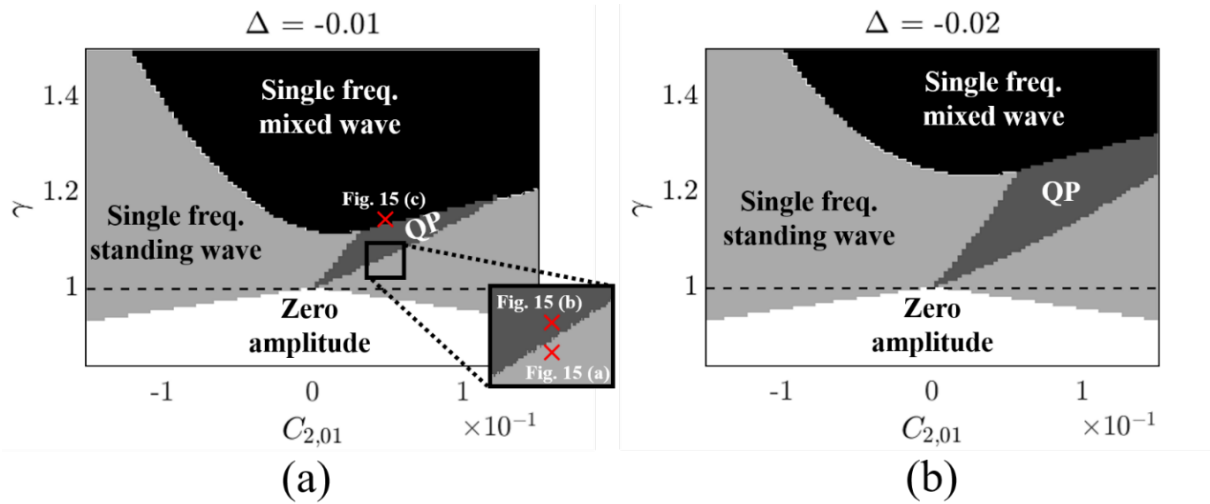 (a)
Δ = -0.01
1.4
1.2
1
γ
Single freq.
mixed wave
Fig. 15 (c)
QP
Single freq.
standing wave
Zero
amplitude
Fig. 15 (b)
Fig. 15 (a)
-1
0
1
×10⁻¹
C₂,₀₁
(a)
(b)
Δ = -0.02
1.4
1.2
1
γ
Single freq.
mixed wave
QP
Single freq.
standing wave
Zero
amplitude
-1
0
1
×10⁻¹
C₂,₀₁
(b)